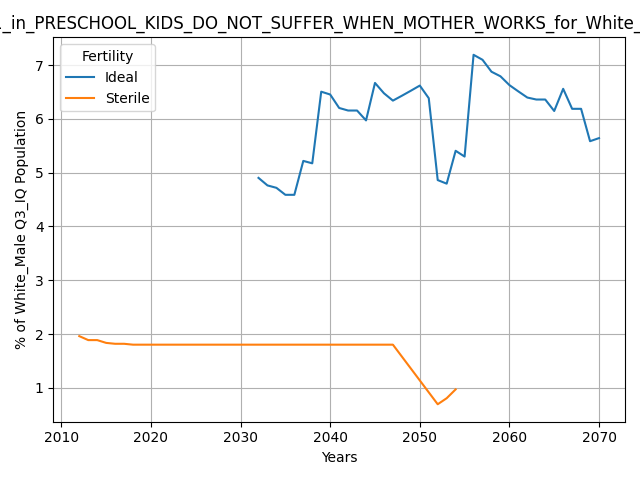 _in_PRESCHOOL_KIDS_DO_NOT_SUFFER_WHEN_MOTHER_WORKS_for_White_
Fertility
Ideal
Sterile
% of White_Male Q3_IQ Population
7
6
5
4
3
2
1
2010 2020 2030 2040 2050 2060 2070
Years